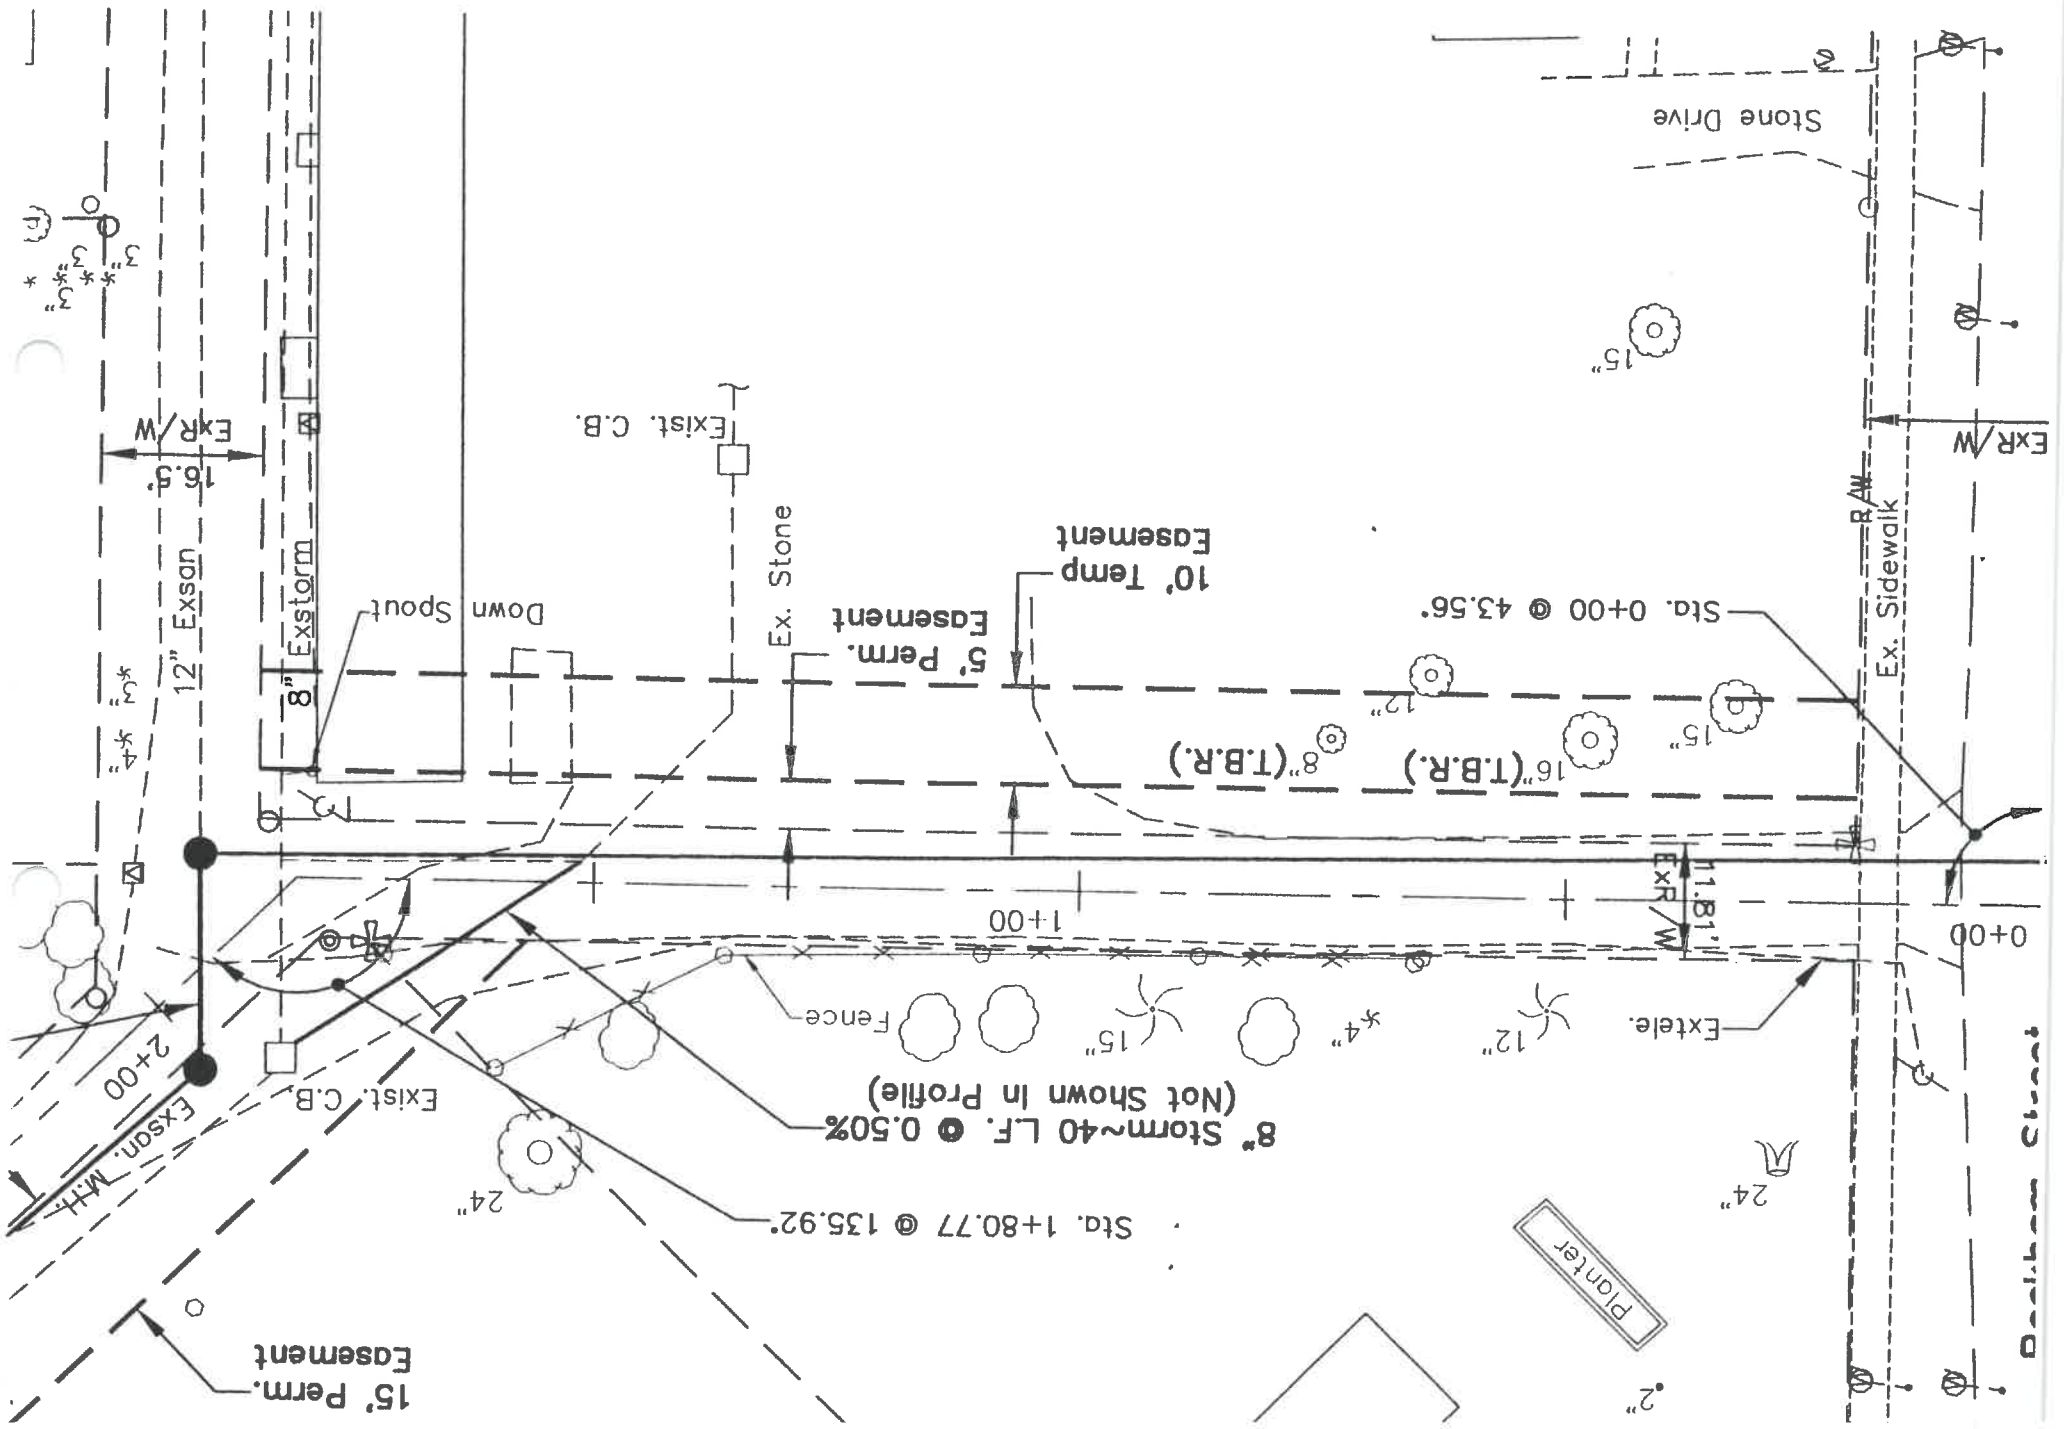 15' Perm.
Easement
2"
Planter
Sta. 1+80.77 @ 135.92°
24"
24"
8" Storm~40 L.F. @ 0.50%
(Not Shown In Profile)
Exist. C.B.
Exsan. M.H.
2+00
Extele.
12"
4"
15"
Fence
0+00
1+00
11.81'
ExR/W
16"(T.B.R.)
8"(T.B.R.)
15"
12"
4"
3"
Sta. 0+00 @ 43.56°
5' Perm.
Easement
10' Temp
Easement
Down Spout
8" Exstorm
12" Exsan
Ex. Stone
Ex. Sidewalk
R/W
16.5'
ExR/W
ExR/W
Exist. C.B.
15"
3"
3"
3"
Stone Drive